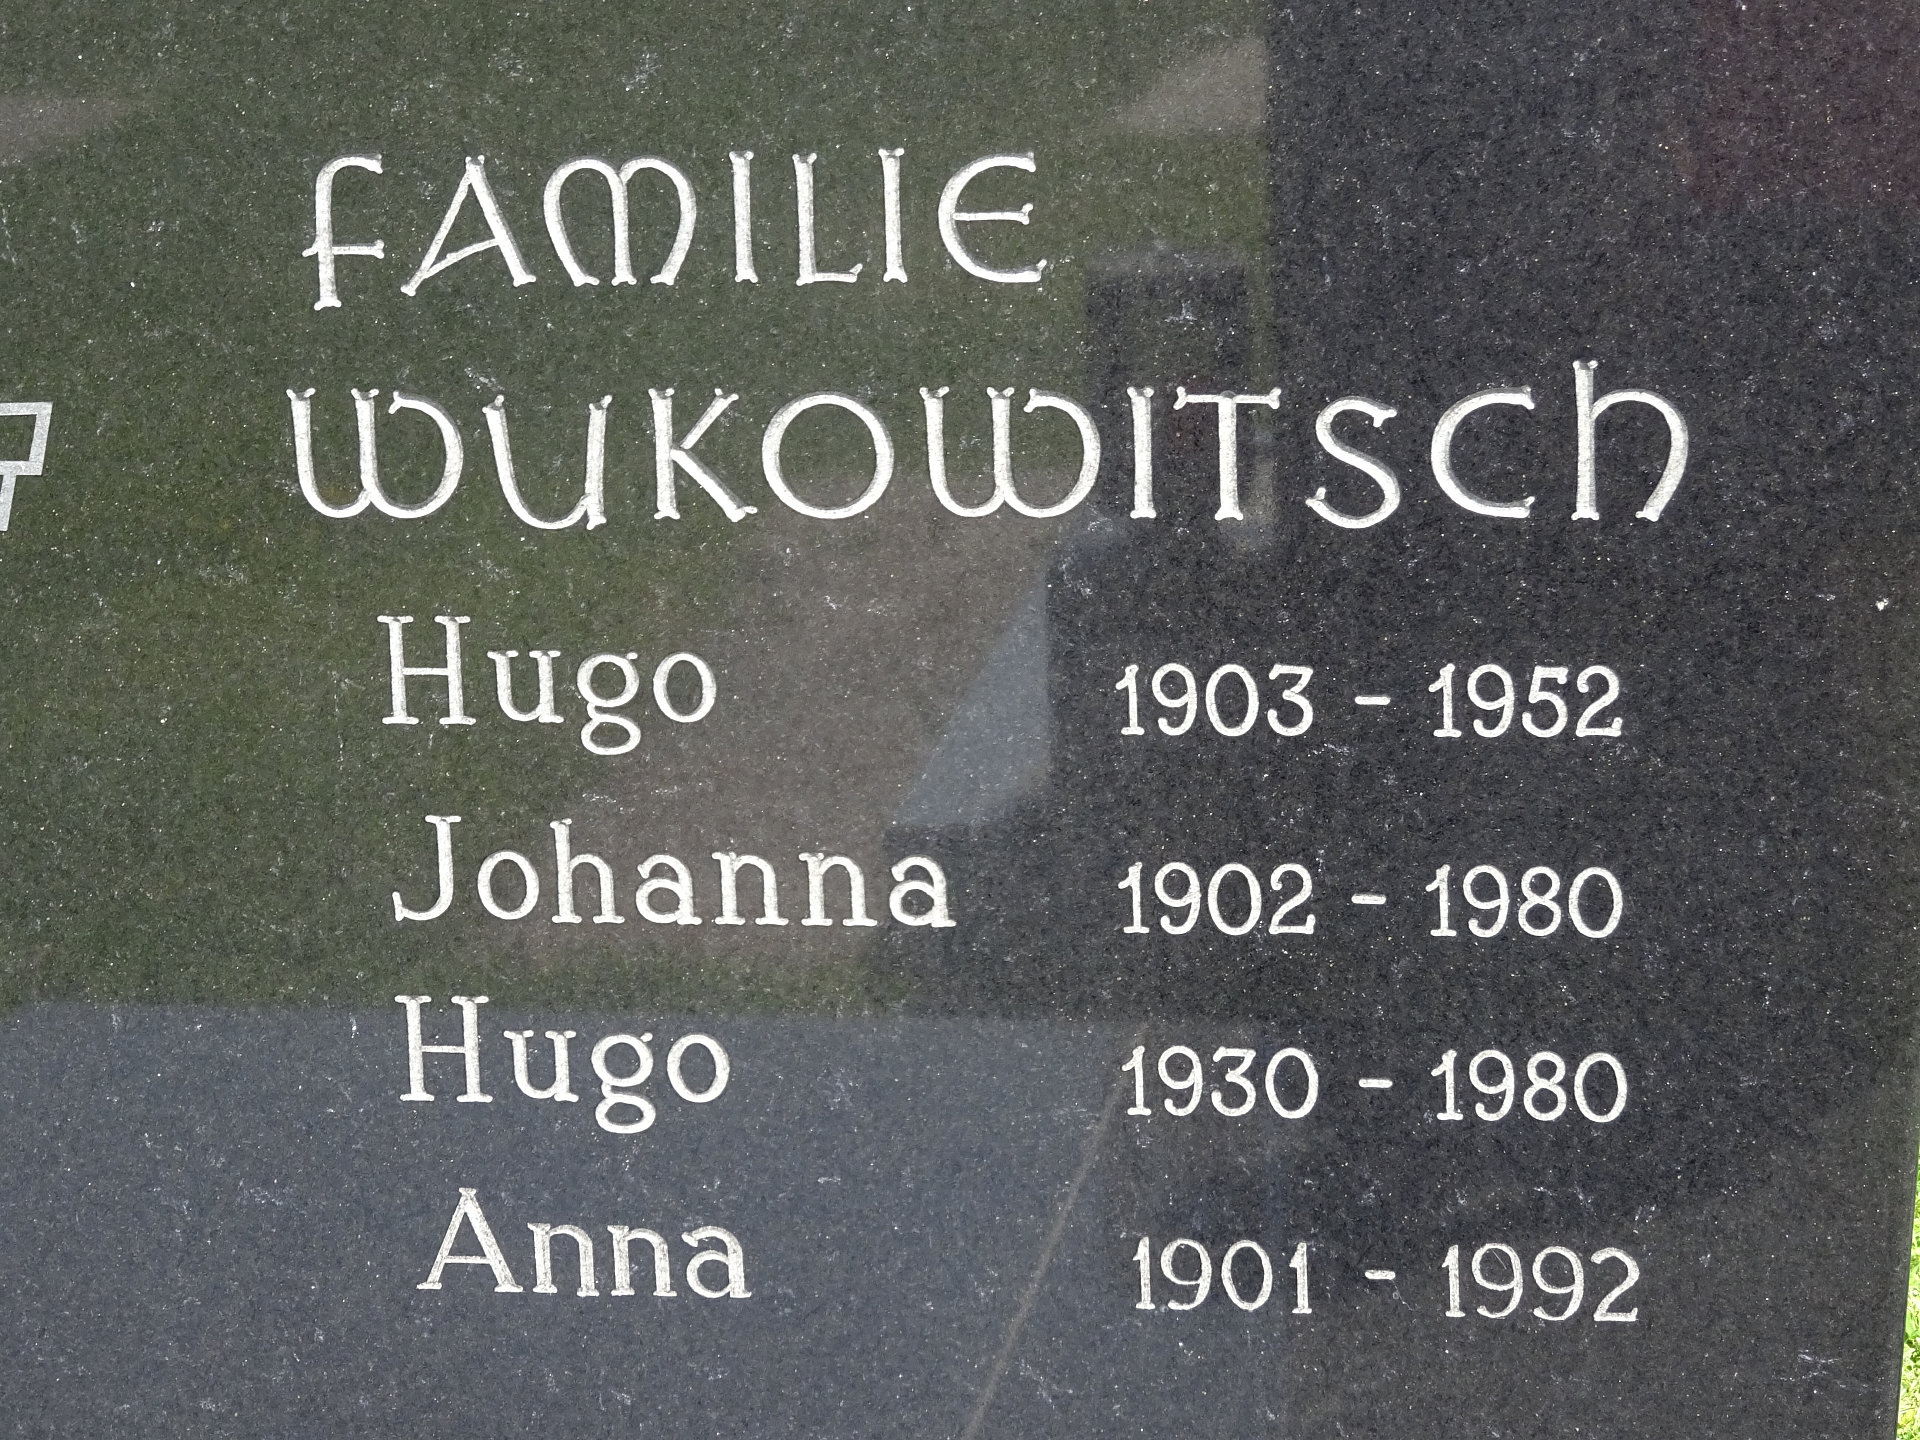 FAMILIE
WUKOWITSCH
Hugo 1903 - 1952
Johanna 1902 - 1980
Hugo 1930 - 1980
Anna 1901 - 1992